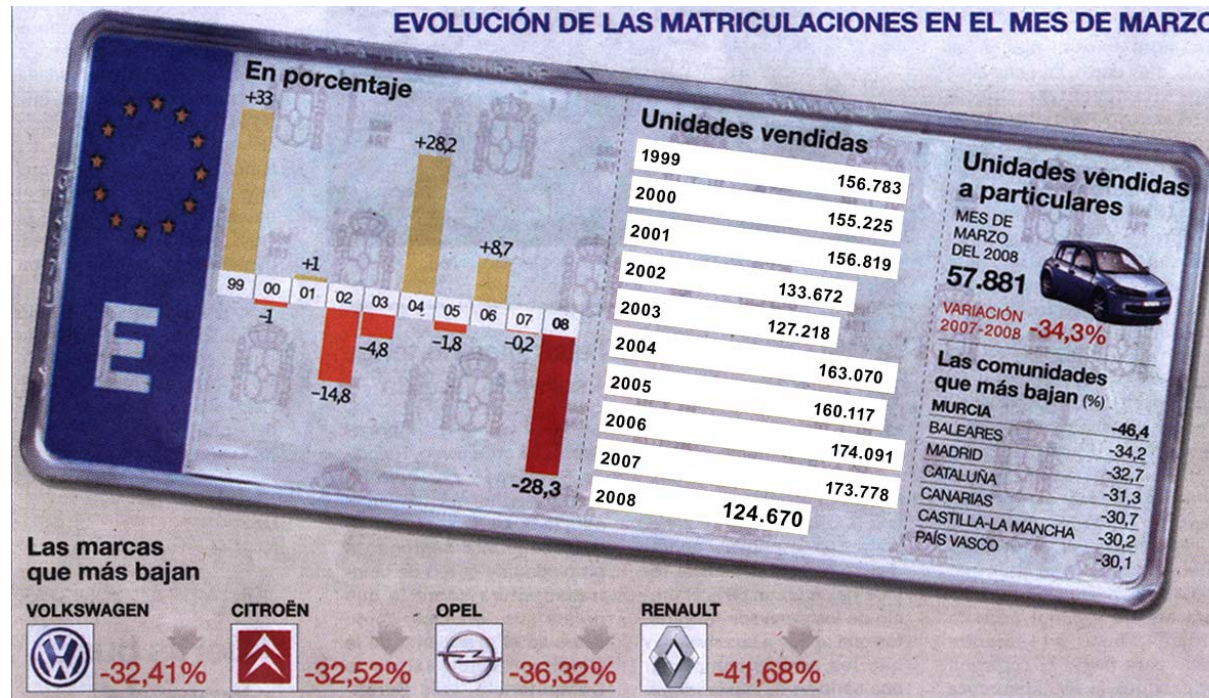 EVOLUCIÓN DE LAS MATRICULACIONES EN EL MES DE MARZO
E
En porcentaje
+33
+28,2
+8,7
+1
99 00 01 02 03 04 05 06 07 08
-1
-14,8
-4,8
-1,8
-0,2
-28,3
Unidades vendidas
1999 156.783
2000 155.225
2001 156.819
2002 133.672
2003 127.218
2004 163.070
2005 160.117
2006 174.091
2007 173.778
2008 124.670
Unidades vendidas
a particulares
MES DE
MARZO
DEL 2008
57.881
VARIACIÓN
2007-2008 -34,3%
Las comunidades
que más bajan (%)
MURCIA -46,4
BALEARES -34,2
MADRID -32,7
CATALUÑA -31,3
CANARIAS -30,7
CASTILLA-LA MANCHA -30,2
PAÍS VASCO -30,1
Las marcas
que más bajan
VOLKSWAGEN
-32,41%
CITROËN
-32,52%
OPEL
-36,32%
RENAULT
-41,68%